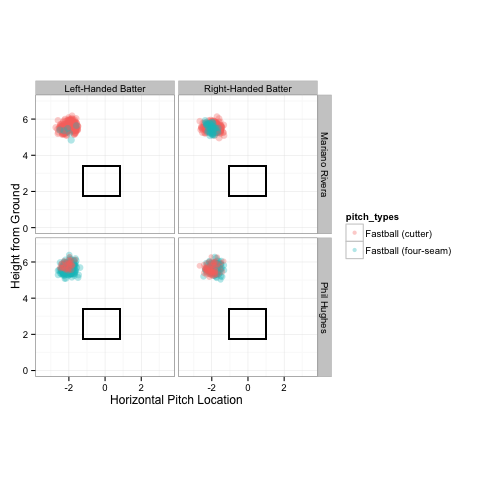 Left-Handed Batter
Right-Handed Batter
Height from Ground
6
4
2
0
Mariano Rivera
6
4
2
0
Phil Hughes
-2 0 2
-2 0 2
Horizontal Pitch Location
pitch_types
Fastball (cutter)
Fastball (four-seam)